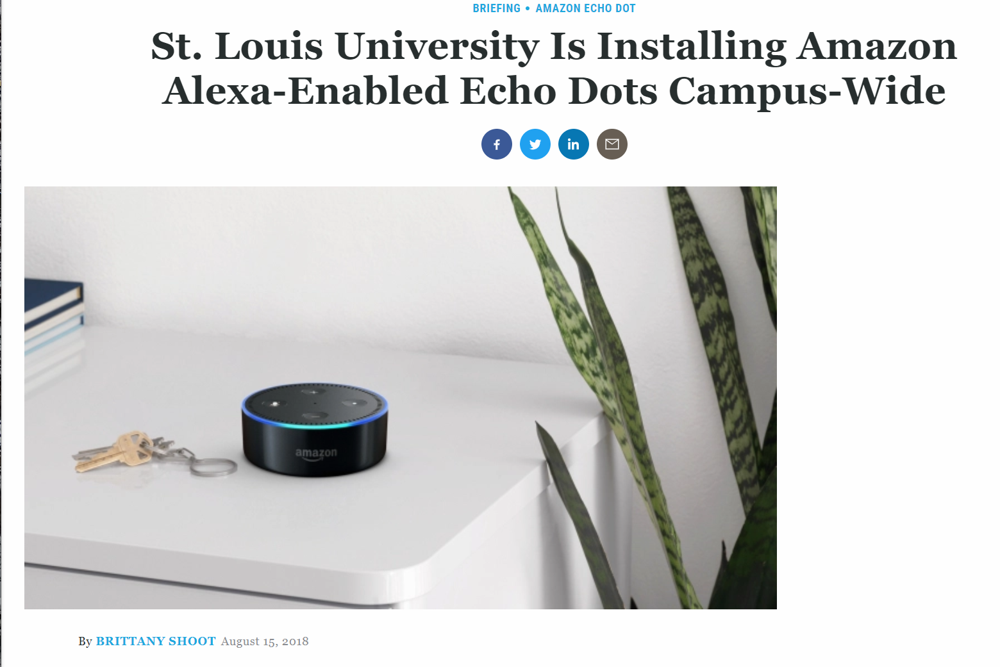 BRIEFING • AMAZON ECHO DOT
St. Louis University Is Installing Amazon
Alexa-Enabled Echo Dots Campus-Wide
amazon
By BRITTANY SHOOT August 15, 2018